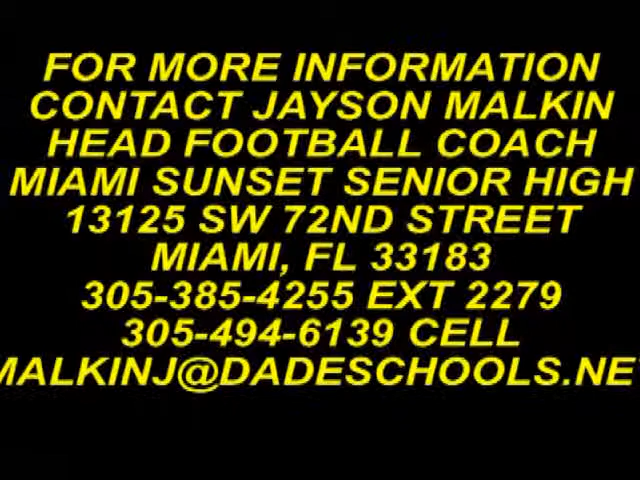 FOR MORE INFORMATION
CONTACT JAYSON MALKIN
HEAD FOOTBALL COACH
MIAMI SUNSET SENIOR HIGH
13125 SW 72ND STREET
MIAMI, FL 33183
305-385-4255 EXT 2279
305-494-6139 CELL
MALKINJ@DADESCHOOLS.NE